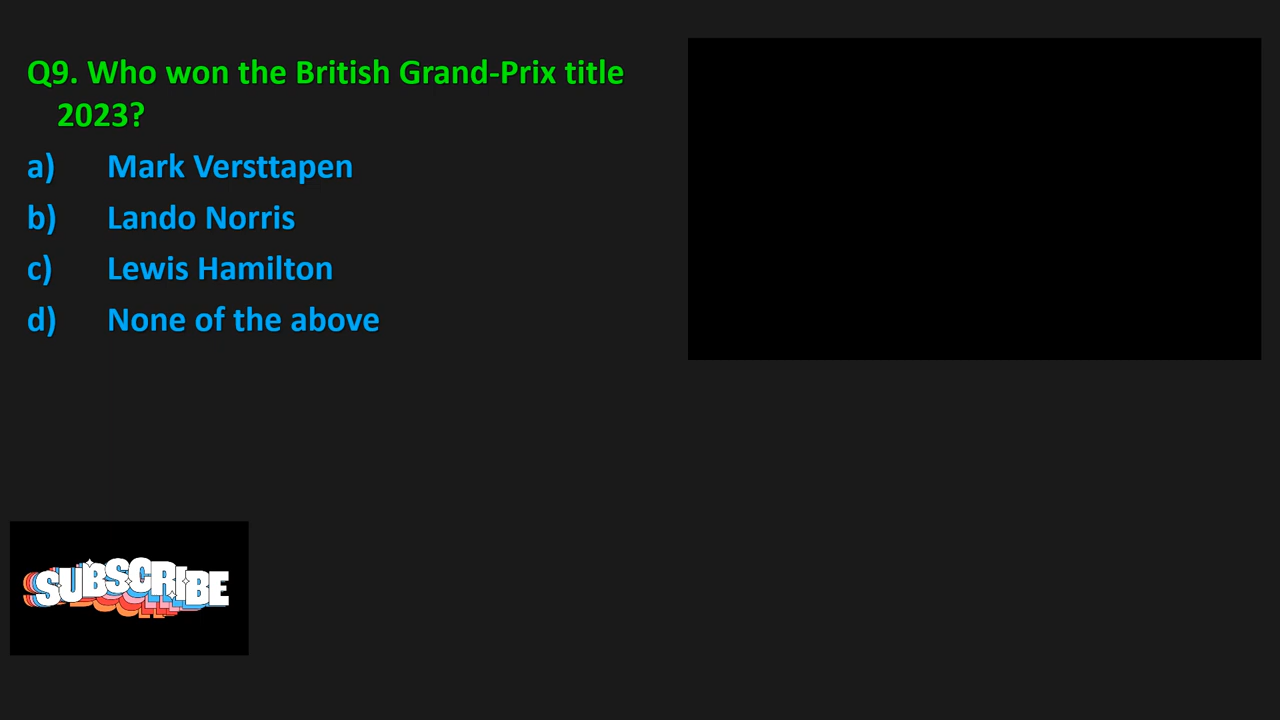 Q9. Who won the British Grand-Prix title
2023?
a) Mark Versttapen
b) Lando Norris
c) Lewis Hamilton
d) None of the above
SUBSCRIBE